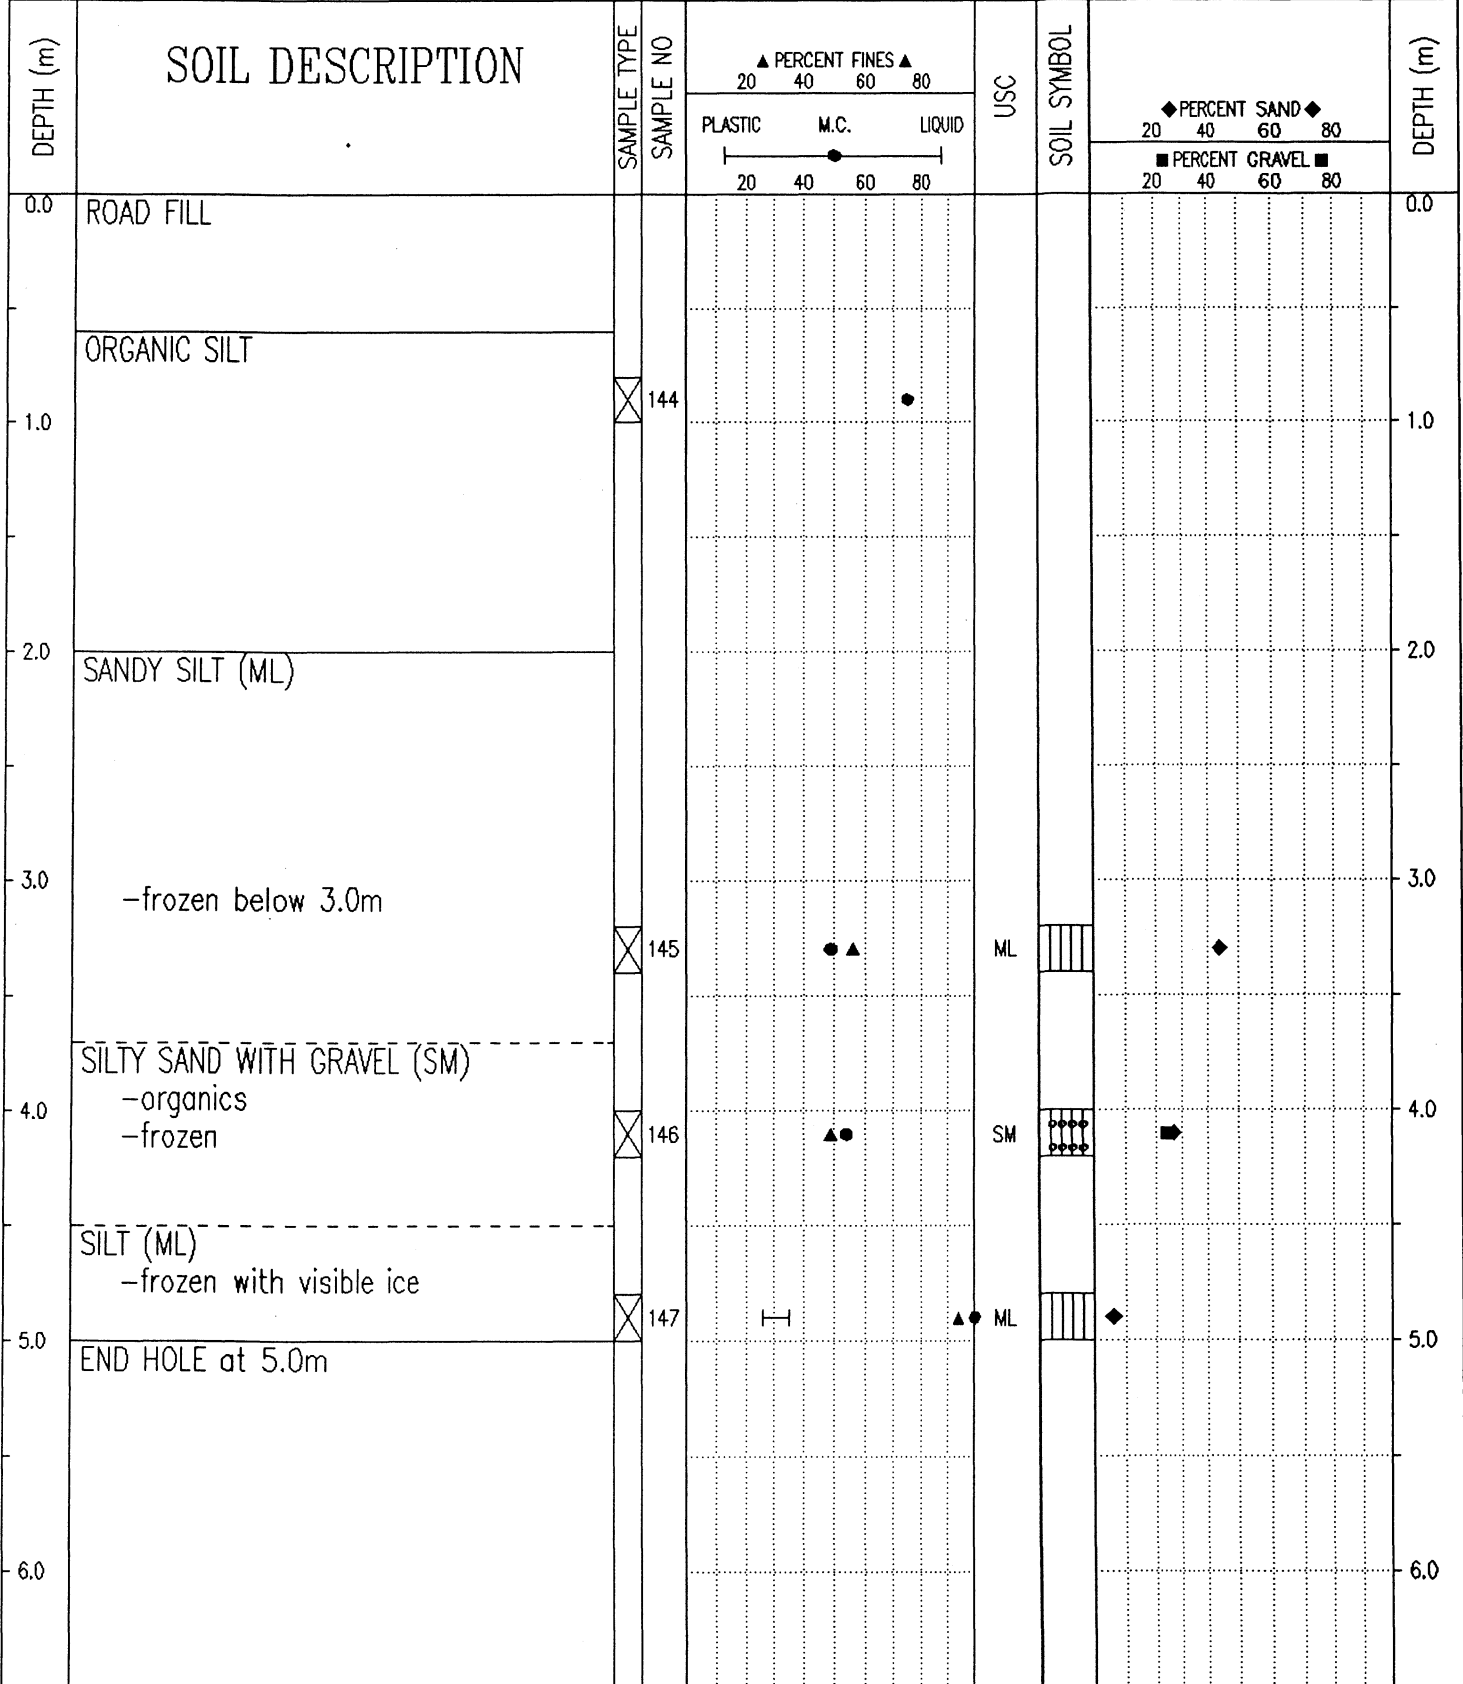 DEPTH (m)
SOIL DESCRIPTION
SAMPLE TYPE
SAMPLE NO
▲ PERCENT FINES ▲
20 40 60 80
PLASTIC M.C. LIQUID
20 40 60 80
USC
SOIL SYMBOL
◆PERCENT SAND◆
20 40 60 80
■PERCENT GRAVEL■
20 40 60 80
DEPTH (m)
0.0 ROAD FILL 0.0
ORGANIC SILT
144
1.0 1.0
2.0 2.0
SANDY SILT (ML)
3.0 3.0
-frozen below 3.0m
145 ML
SILTY SAND WITH GRAVEL (SM)
-organics
4.0 4.0
-frozen 146 SM
SILT (ML)
-frozen with visible ice
147 ML
5.0 5.0
END HOLE at 5.0m
6.0 6.0